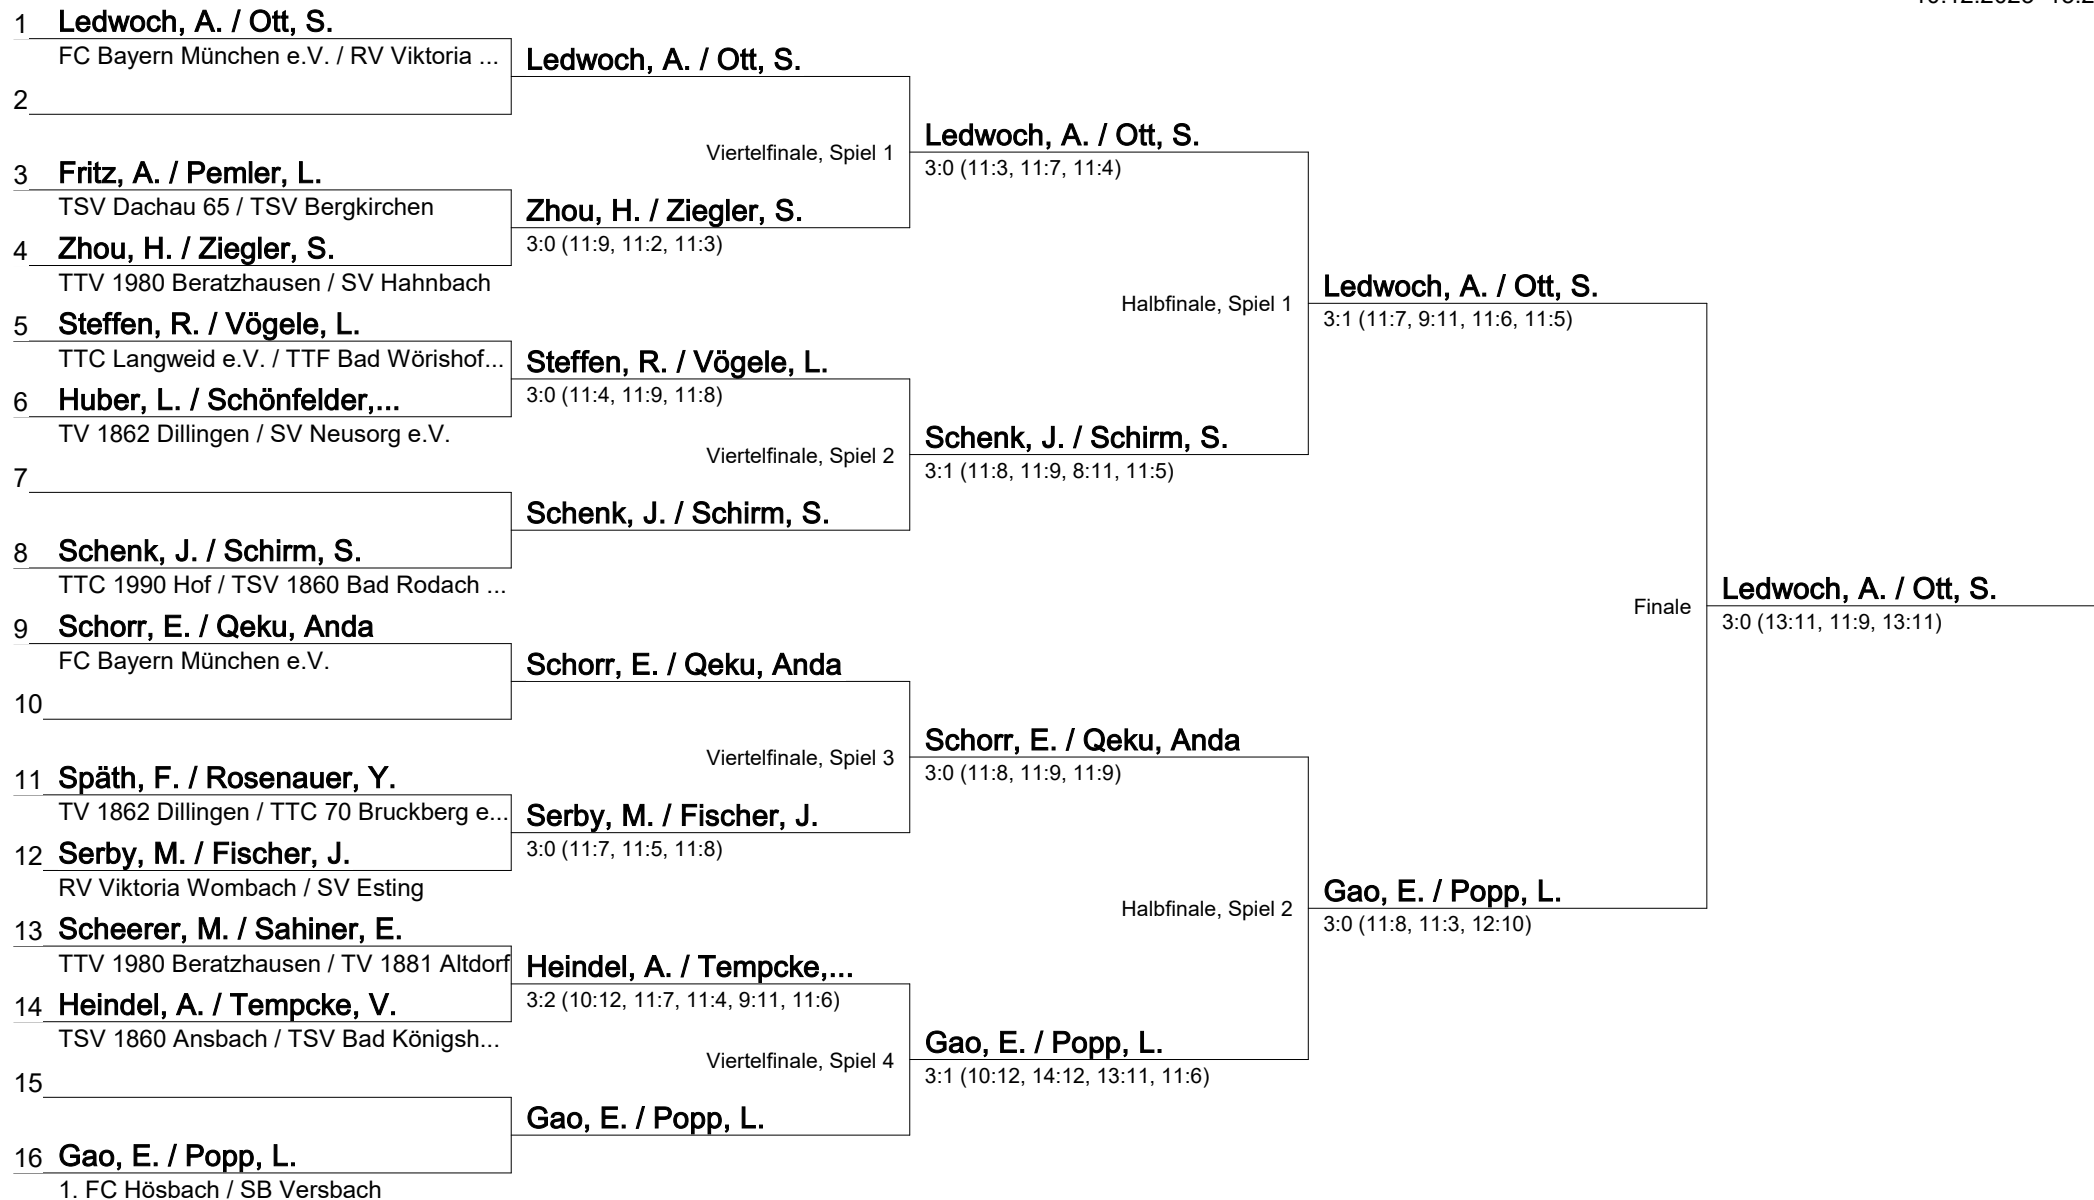 1 Ledwoch, A. / Ott, S.
FC Bayern München e.V. / RV Viktoria ...
Ledwoch, A. / Ott, S.
2
Viertelfinale, Spiel 1
Ledwoch, A. / Ott, S.
3:0 (11:3, 11:7, 11:4)
3 Fritz, A. / Pemler, L.
TSV Dachau 65 / TSV Bergkirchen
Zhou, H. / Ziegler, S.
3:0 (11:9, 11:2, 11:3)
4 Zhou, H. / Ziegler, S.
TTV 1980 Beratzhausen / SV Hahnbach
Halbfinale, Spiel 1
Ledwoch, A. / Ott, S.
3:1 (11:7, 9:11, 11:6, 11:5)
5 Steffen, R. / Vögele, L.
TTC Langweid e.V. / TTF Bad Wörishof...
Steffen, R. / Vögele, L.
3:0 (11:4, 11:9, 11:8)
6 Huber, L. / Schönfelder,...
TV 1862 Dillingen / SV Neusorg e.V.
Viertelfinale, Spiel 2
Schenk, J. / Schirm, S.
3:1 (11:8, 11:9, 8:11, 11:5)
7
Schenk, J. / Schirm, S.
8 Schenk, J. / Schirm, S.
TTC 1990 Hof / TSV 1860 Bad Rodach ...
Finale
Ledwoch, A. / Ott, S.
3:0 (13:11, 11:9, 13:11)
9 Schorr, E. / Qeku, Anda
FC Bayern München e.V.
Schorr, E. / Qeku, Anda
10
Viertelfinale, Spiel 3
Schorr, E. / Qeku, Anda
3:0 (11:8, 11:9, 11:9)
11 Späth, F. / Rosenauer, Y.
TV 1862 Dillingen / TTC 70 Bruckberg e...
Serby, M. / Fischer, J.
3:0 (11:7, 11:5, 11:8)
12 Serby, M. / Fischer, J.
RV Viktoria Wombach / SV Esting
Halbfinale, Spiel 2
Gao, E. / Popp, L.
3:0 (11:8, 11:3, 12:10)
13 Scheerer, M. / Sahiner, E.
TTV 1980 Beratzhausen / TV 1881 Altdorf
Heindel, A. / Tempcke,...
3:2 (10:12, 11:7, 11:4, 9:11, 11:6)
14 Heindel, A. / Tempcke, V.
TSV 1860 Ansbach / TSV Bad Königsh...
Viertelfinale, Spiel 4
Gao, E. / Popp, L.
3:1 (10:12, 14:12, 13:11, 11:6)
15
Gao, E. / Popp, L.
16 Gao, E. / Popp, L.
1. FC Hösbach / SB Versbach